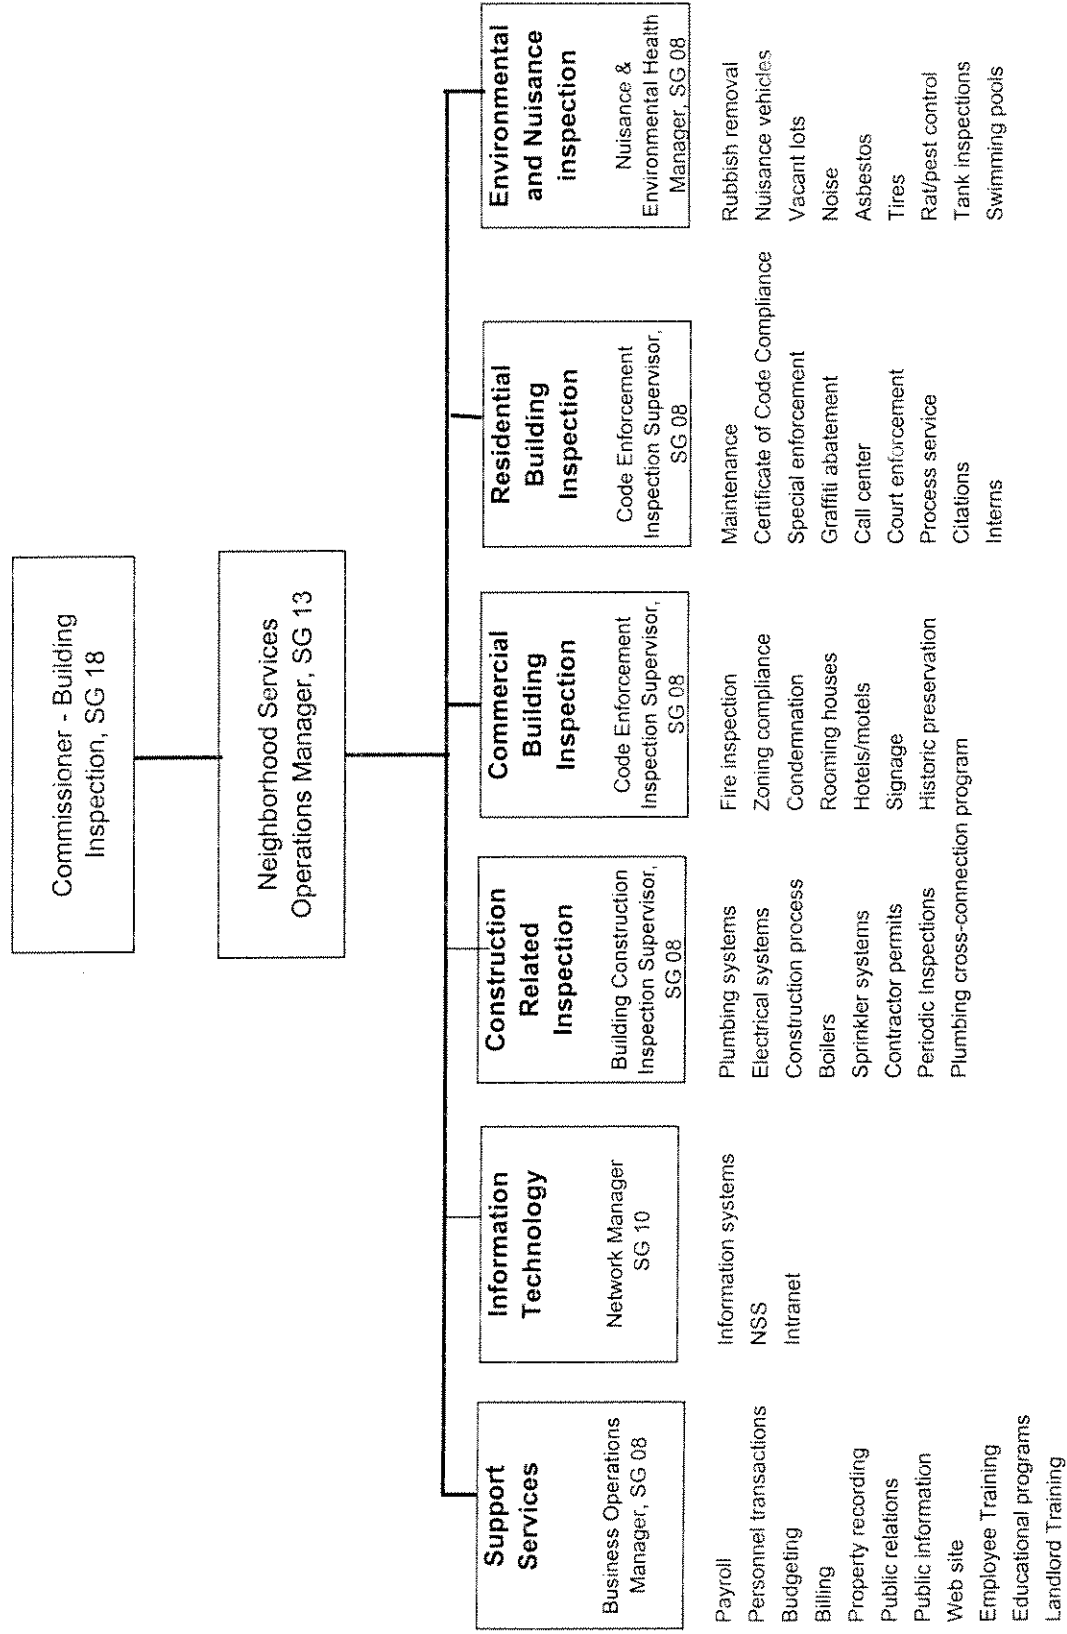 Commissioner - Building
Inspection, SG 18
Neighborhood Services
Operations Manager, SG 13
Support
Services
Business Operations
Manager, SG 08
Payroll
Personnel transactions
Budgeting
Billing
Property recording
Public relations
Public information
Web site
Employee Training
Educational programs
Landlord Training
Information
Technology
Network Manager
SG 10
Information systems
NSS
Intranet
Construction
Related
Inspection
Building Construction
Inspection Supervisor,
SG 08
Plumbing systems
Electrical systems
Construction process
Boilers
Sprinkler systems
Contractor permits
Periodic Inspections
Plumbing cross-connection program
Commercial
Building
Inspection
Code Enforcement
Inspection Supervisor,
SG 08
Fire inspection
Zoning compliance
Condemnation
Rooming houses
Hotels/motels
Signage
Historic preservation
Residential
Building
Inspection
Code Enforcement
Inspection Supervisor,
SG 08
Maintenance
Certificate of Code Compliance
Special enforcement
Graffiti abatement
Call center
Court enforcement
Process service
Citations
Interns
Environmental
and Nuisance
inspection
Nuisance &
Environmental Health
Manager, SG 08
Rubbish removal
Nuisance vehicles
Vacant lots
Noise
Asbestos
Tires
Rat/pest control
Tank inspections
Swimming pools